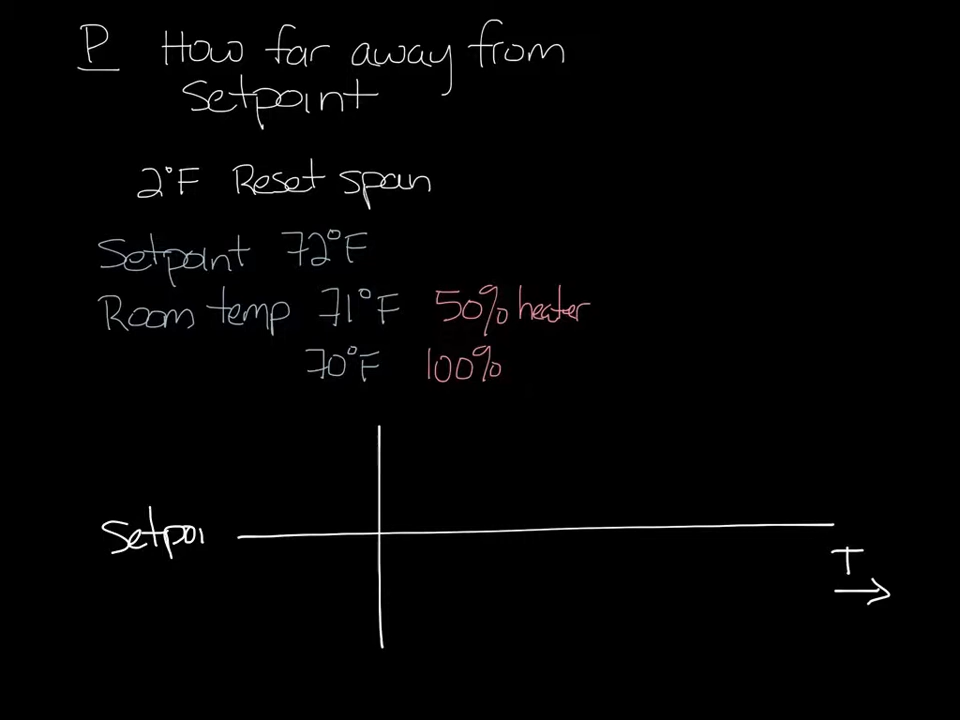 P How far away from
Setpoint
2°F Reset span
Setpoint 72°F
Room temp 71°F 50% heater
70°F 100%
Setpoi
T